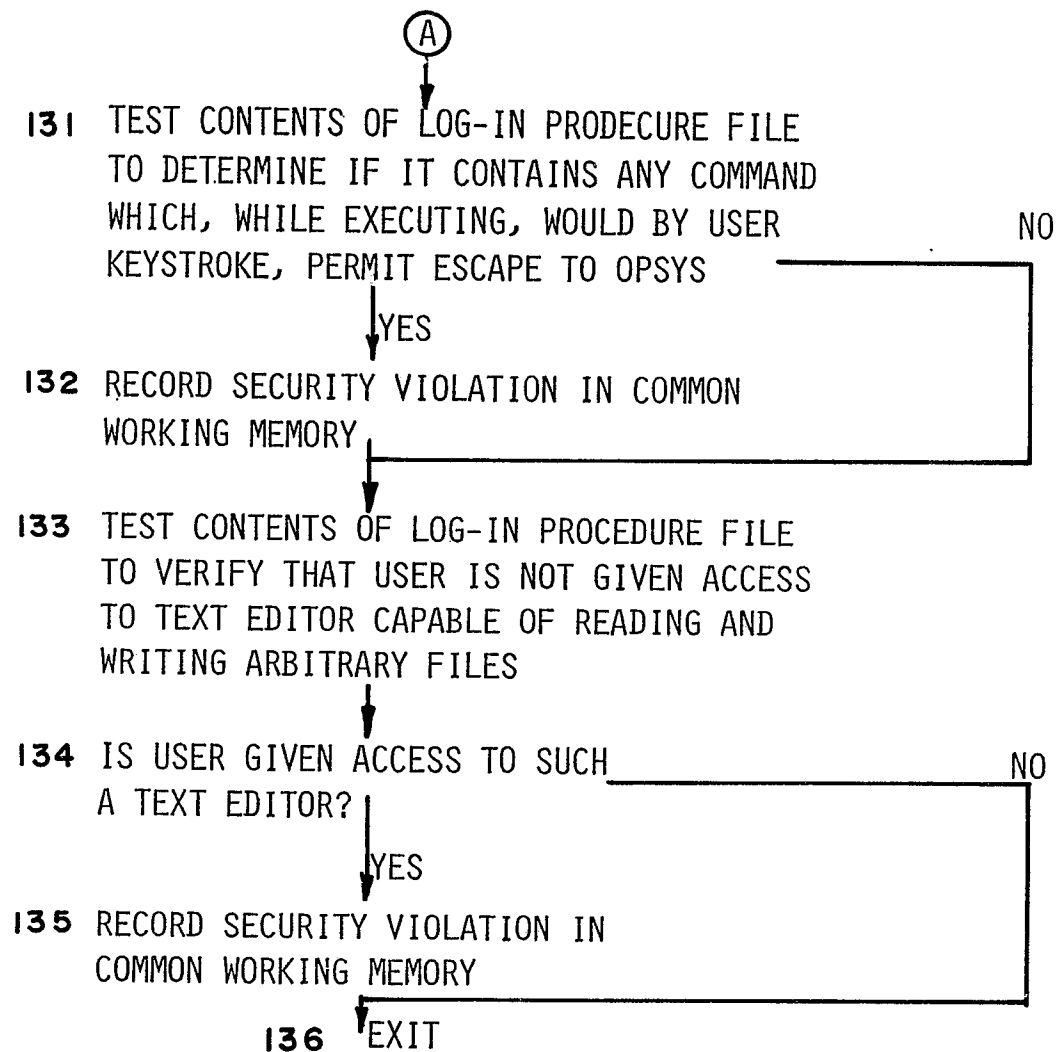 A
131 TEST CONTENTS OF LOG-IN PRODECURE FILE
TO DETERMINE IF IT CONTAINS ANY COMMAND
WHICH, WHILE EXECUTING, WOULD BY USER
NO
KEYSTROKE, PERMIT ESCAPE TO OPSYS
YES
132 RECORD SECURITY VIOLATION IN COMMON
WORKING MEMORY
133 TEST CONTENTS OF LOG-IN PROCEDURE FILE
TO VERIFY THAT USER IS NOT GIVEN ACCESS
TO TEXT EDITOR CAPABLE OF READING AND
WRITING ARBITRARY FILES
134 IS USER GIVEN ACCESS TO SUCH
NO
A TEXT EDITOR?
YES
135 RECORD SECURITY VIOLATION IN
COMMON WORKING MEMORY
136 EXIT